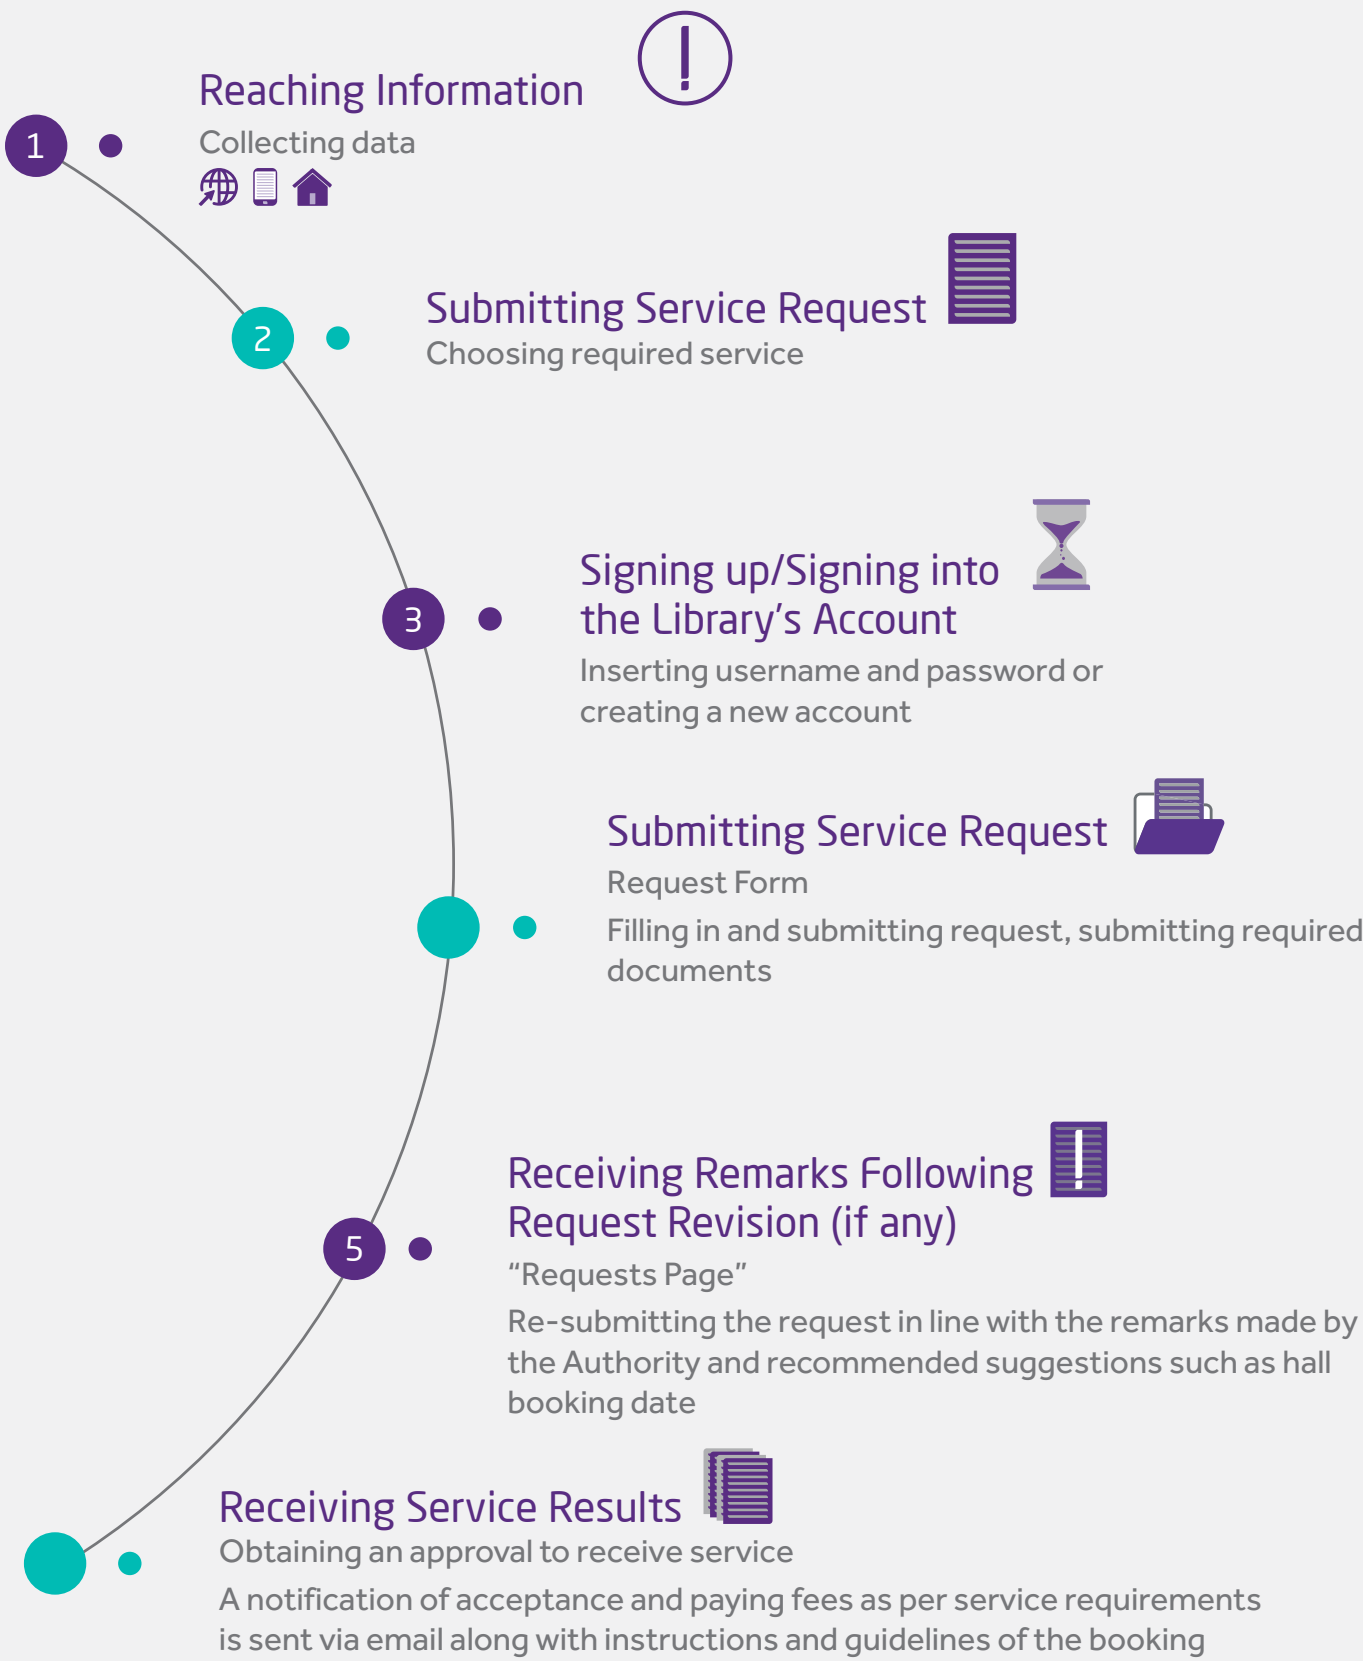 Reaching Information
1
Collecting data
Submitting Service Request
2
Choosing required service
Signing up/Signing into
the Library's Account
3
Inserting username and password or
creating a new account
Submitting Service Request
Request Form
Filling in and submitting request, submitting required
documents
Receiving Remarks Following
Request Revision (if any)
5
“Requests Page”
Re-submitting the request in line with the remarks made by
the Authority and recommended suggestions such as hall
booking date
Receiving Service Results
Obtaining an approval to receive service
A notification of acceptance and paying fees as per service requirements
is sent via email along with instructions and guidelines of the booking